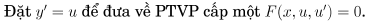 Đặt y′ = u để đưa về PTVP cấp một F(x, u, u′) = 0.